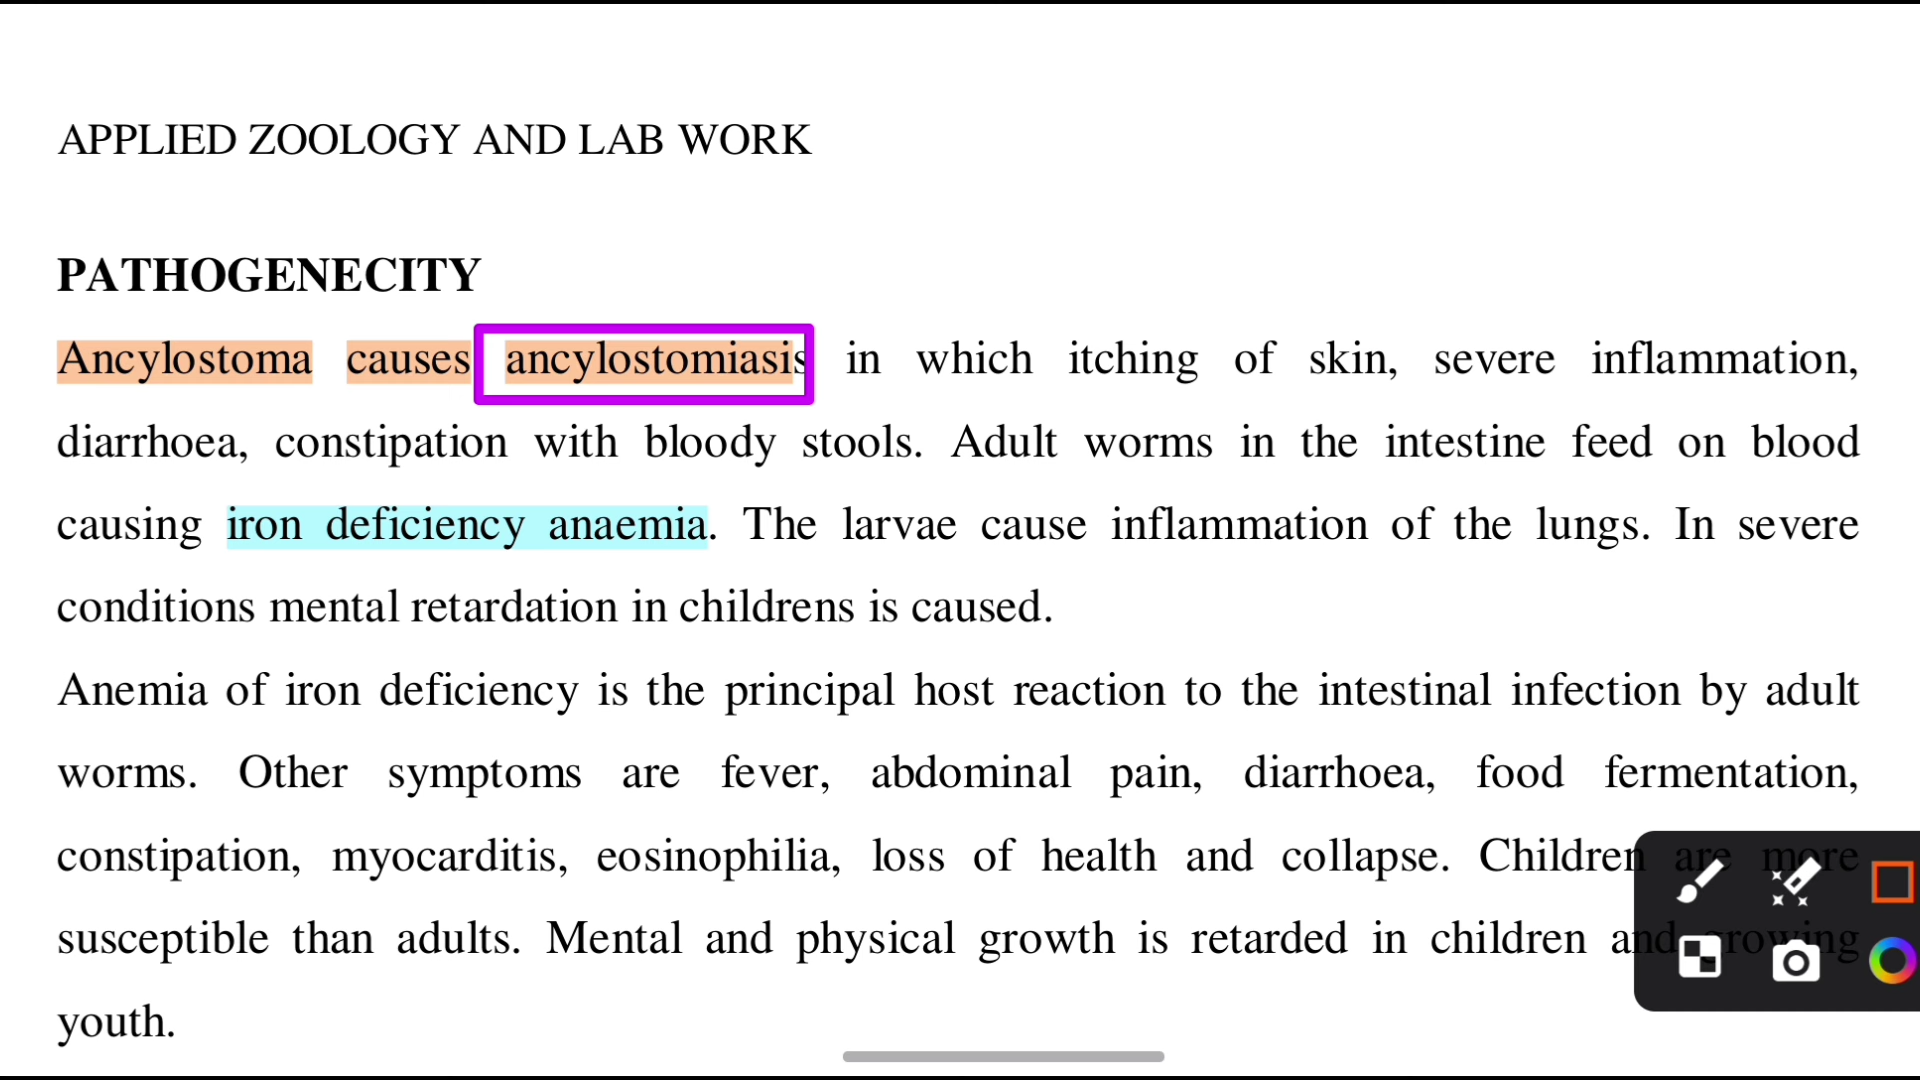 APPLIED ZOOLOGY AND LAB WORK
PATHOGENECITY
Ancylostoma causes ancylostomiasis in which itching of skin, severe inflammation,
diarrhoea, constipation with bloody stools. Adult worms in the intestine feed on blood
causing iron deficiency anaemia. The larvae cause inflammation of the lungs. In severe
conditions mental retardation in childrens is caused.
Anemia of iron deficiency is the principal host reaction to the intestinal infection by adult
worms. Other symptoms are fever, abdominal pain, diarrhoea, food fermentation,
constipation, myocarditis, eosinophilia, loss of health and collapse. Children are more
susceptible than adults. Mental and physical growth is retarded in children and growing
youth.